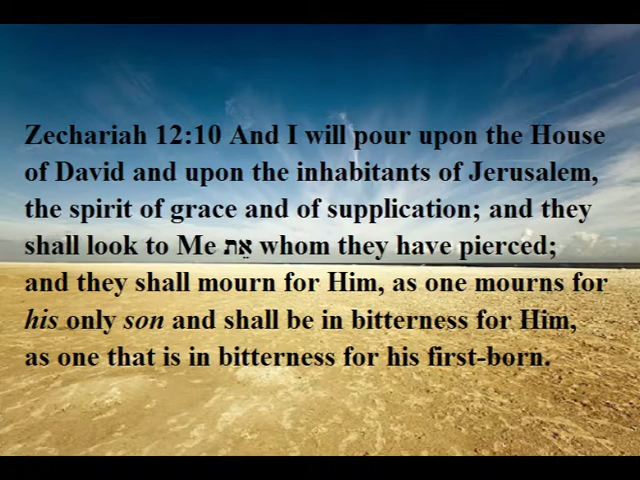 Zechariah 12:10 And I will pour upon the House
of David and upon the inhabitants of Jerusalem,
the spirit of grace and of supplication; and they
shall look to Me אֵת whom they have pierced;
and they shall mourn for Him, as one mourns for
his only son and shall be in bitterness for Him,
as one that is in bitterness for his first-born.